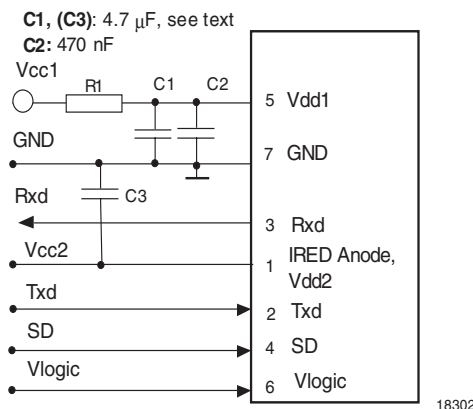 C1, (C3): 4.7 μF, see text
C2: 470 nF
Vcc1
R1
C1
C2
5 Vdd1
GND
7 GND
C3
Rxd
3 Rxd
Vcc2
1 IRED Anode,
Vdd2
Txd
2 Txd
SD
4 SD
Vlogic
6 Vlogic
18302